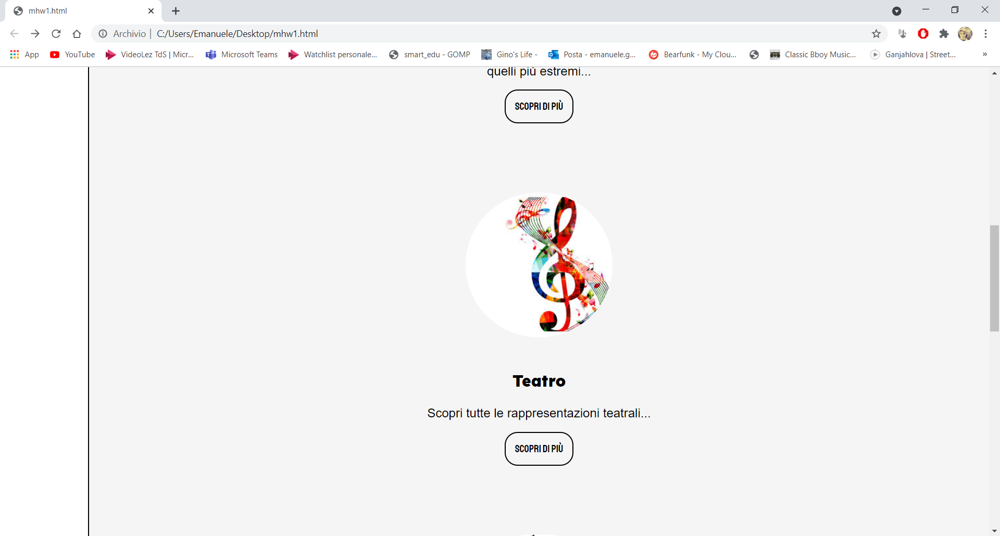 mhw1.html
Archivio | C:/Users/Emanuele/Desktop/mhw1.html
App YouTube VideoLez TdS | Micr... Microsoft Teams Watchlist personale... smart_edu - GOMP Gino's Life - Posta - emanuele.g... Bearfunk - My Clou... Classic Bboy Music... Ganjahlova | Street... »
quelli più estremi...
SCOPRI DI PIÙ
Teatro
Scopri tutte le rappresentazioni teatrali...
SCOPRI DI PIÙ